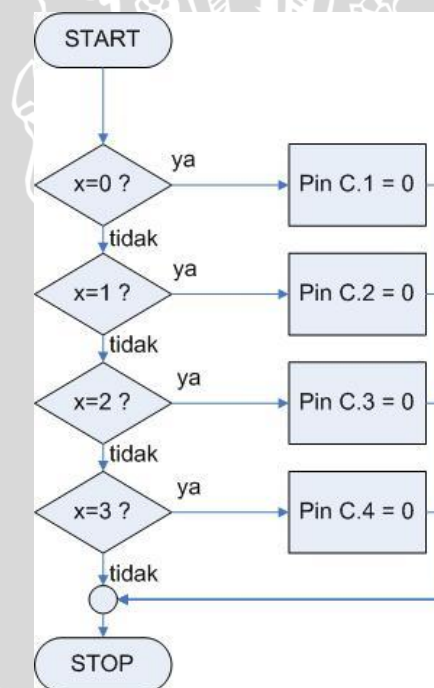 START
x=0 ?
ya
Pin C.1 = 0
tidak
x=1 ?
ya
Pin C.2 = 0
tidak
x=2 ?
ya
Pin C.3 = 0
tidak
x=3 ?
ya
Pin C.4 = 0
tidak
STOP